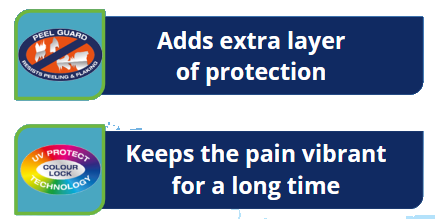 PEEL GUARD
RESISTS PEELING & FLAKING
Adds extra layer
of protection
UV PROTECT
COLOUR
LOCK
TECHNOLOGY
Keeps the pain vibrant
for a long time